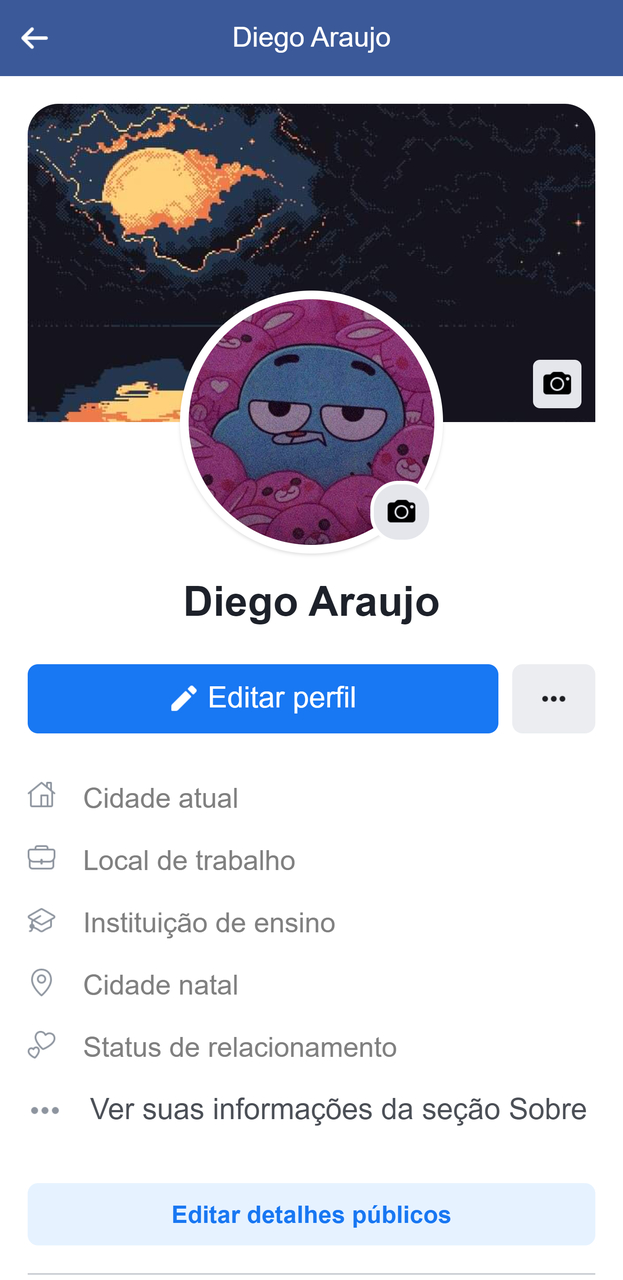 Diego Araujo
Diego Araujo
Editar perfil
Cidade atual
Local de trabalho
Instituição de ensino
Cidade natal
Status de relacionamento
Ver suas informações da seção Sobre
Editar detalhes públicos